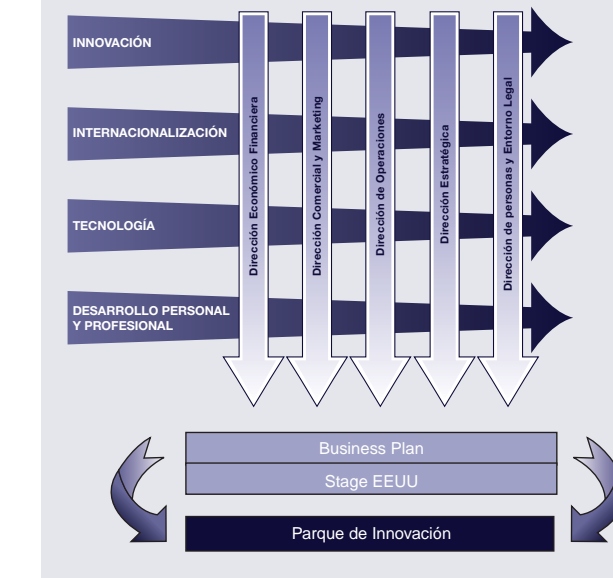 INNOVACIÓN
INTERNACIONALIZACIÓN
TECNOLOGÍA
DESARROLLO PERSONAL
Y PROFESIONAL
Dirección Económico Financiera
Dirección Comercial y Marketing
Dirección de Operaciones
Dirección Estratégica
Dirección de personas y Entorno Legal
Business Plan
Stage EEUU
Parque de Innovación